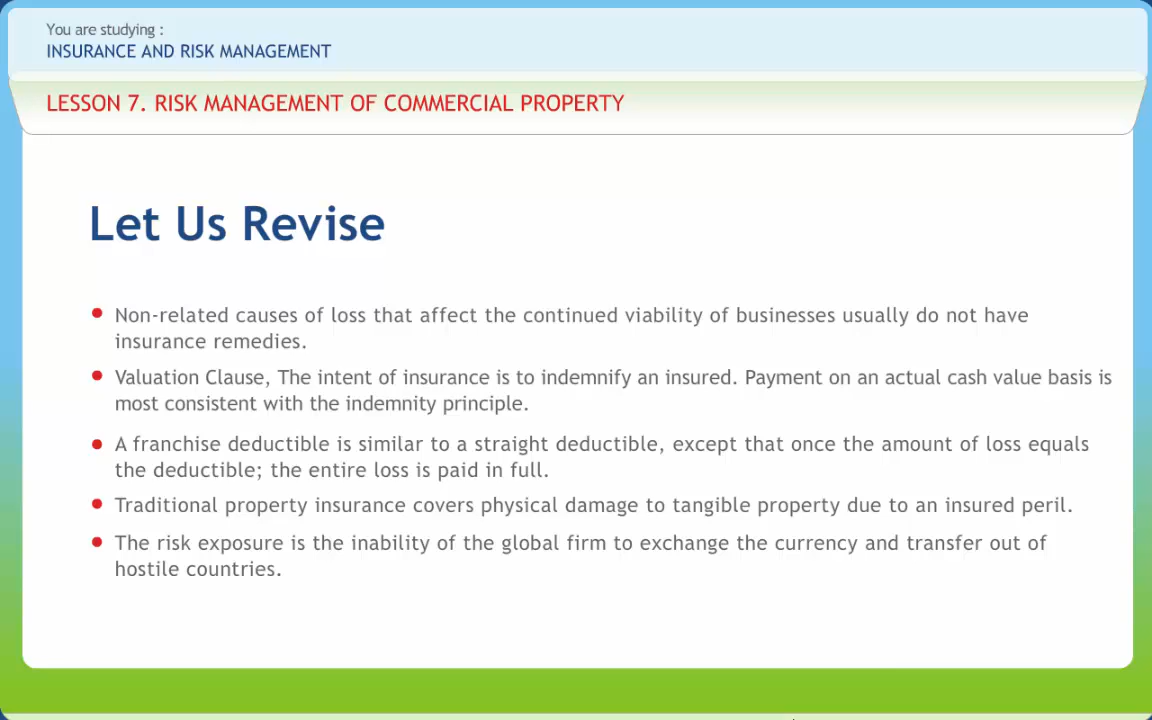 You are studying :
INSURANCE AND RISK MANAGEMENT
LESSON 7. RISK MANAGEMENT OF COMMERCIAL PROPERTY
Let Us Revise
Non-related causes of loss that affect the continued viability of businesses usually do not have
insurance remedies.
Valuation Clause, The intent of insurance is to indemnify an insured. Payment on an actual cash value basis is
most consistent with the indemnity principle.
A franchise deductible is similar to a straight deductible, except that once the amount of loss equals
the deductible; the entire loss is paid in full.
Traditional property insurance covers physical damage to tangible property due to an insured peril.
The risk exposure is the inability of the global firm to exchange the currency and transfer out of
hostile countries.